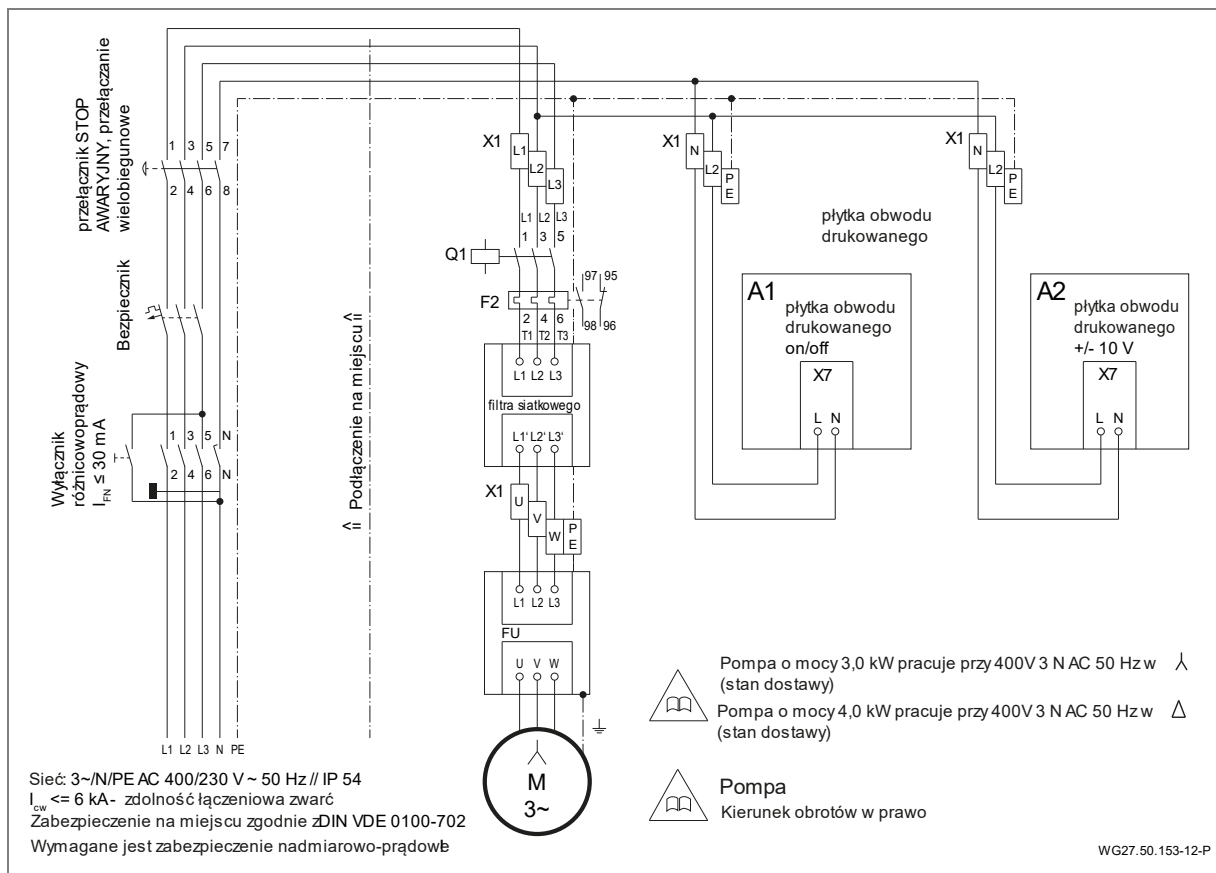 przełącznik STOP
AWARYJNY, przełączanie
wielobiegunowe
1 3 5 7
2 4 6 8
Bezpiecznik
Wyłącznik
różnicowoprądowy
I_FN ≤ 30 mA
1 3 5 N
2 4 6 N
L1 L2 L3 N PE
Podłączenie na miejscu
X1
L1
L2
L3
L1 L2 L3
1 3 5
Q1
F2
97 95
98 96
2 4 6
T1 T2 T3
L1 L2 L3
filtra siatkowego
L1' L2' L3'
X1
U
V
W
PE
L1 L2 L3
FU
U V W
M
3~
X1
N
L2
PE
X1
N
L2
PE
płytka obwodu
drukowanego
A1
płytka obwodu
drukowanego
on/off
X7
L N
A2
płytka obwodu
drukowanego
+/- 10 V
X7
L N
Pompa o mocy 3,0 kW pracuje przy 400V 3 N AC 50 Hz w
(stan dostawy)
Pompa o mocy 4,0 kW pracuje przy 400V 3 N AC 50 Hz w
(stan dostawy)
Pompa
Kierunek obrotów w prawo
Sieć: 3~/N/PE AC 400/230 V ~ 50 Hz // IP 54
I_cw <= 6 kA - zdolność łączeniowa zwarć
Zabezpieczenie na miejscu zgodnie zDIN VDE 0100-702
Wymagane jest zabezpieczenie nadmiarowo-prądowe
WG27.50.153-12-P